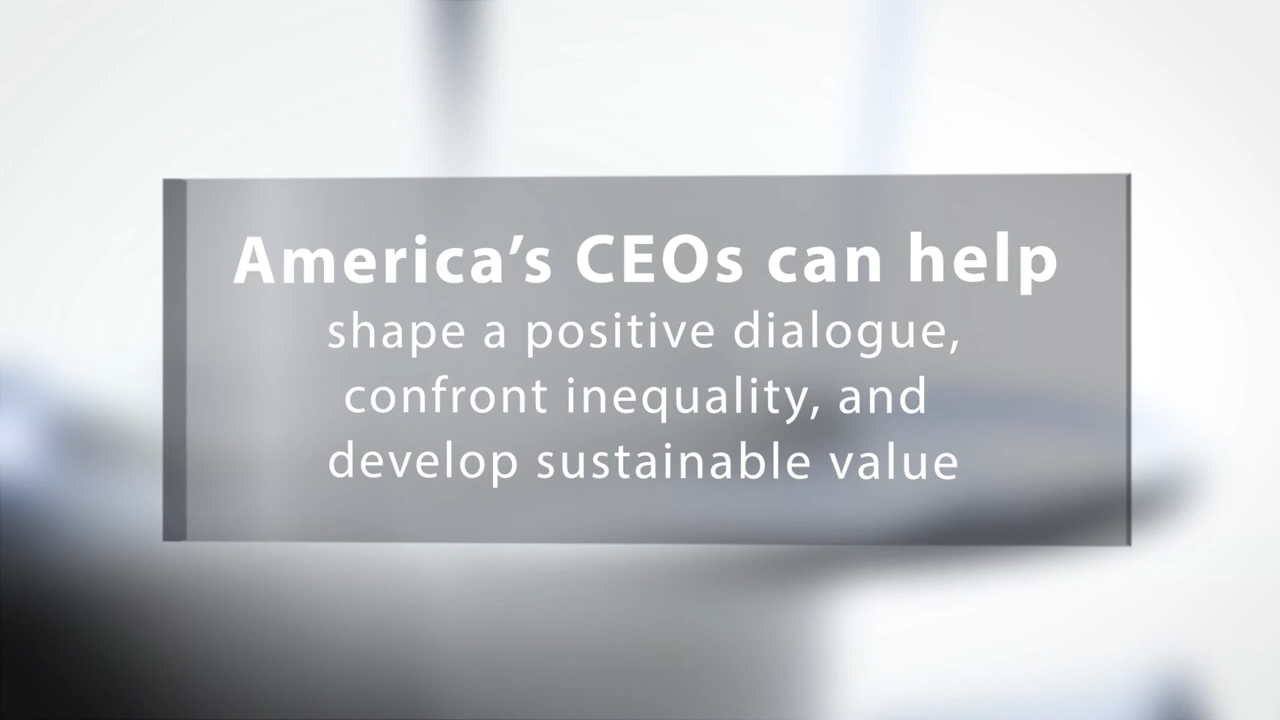 America’s CEOs can help
shape a positive dialogue,
confront inequality, and
develop sustainable value